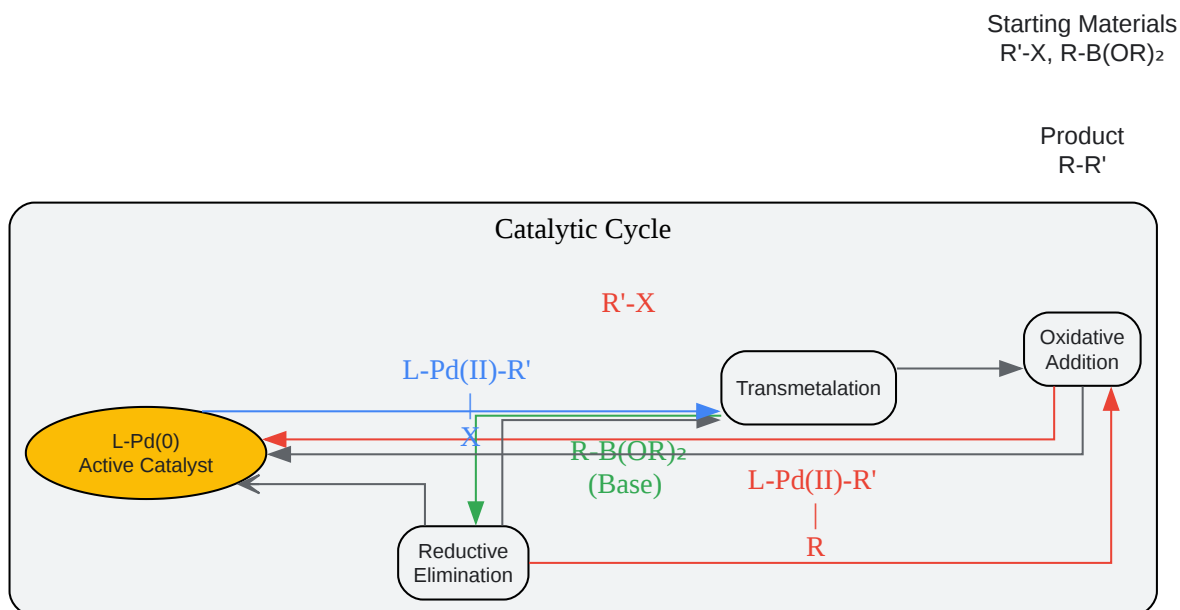 Starting Materials
R'-X, R-B(OR)₂
Product
R-R'
Catalytic Cycle
R'-X
Oxidative
Addition
L-Pd(II)-R'
|
X
Transmetalation
L-Pd(0)
Active Catalyst
R-B(OR)₂
(Base)
L-Pd(II)-R'
|
R
Reductive
Elimination